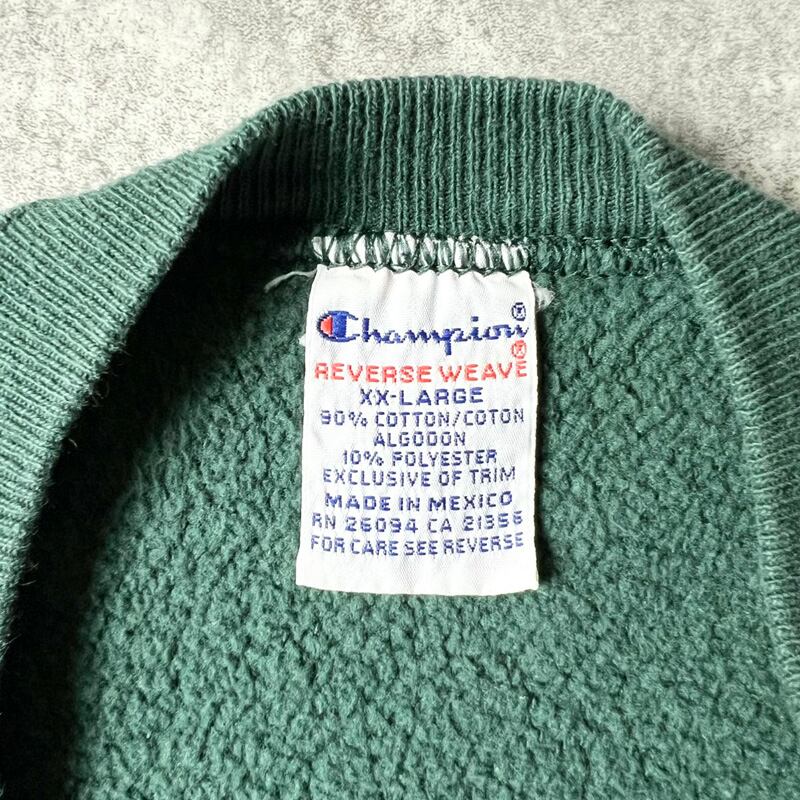 Champion®
REVERSE WEAVE®
XX-LARGE
90% COTTON/COTON
ALGODON
10% POLYESTER
EXCLUSIVE OF TRIM
MADE IN MEXICO
RN 26094 CA 21356
FOR CARE SEE REVERSE